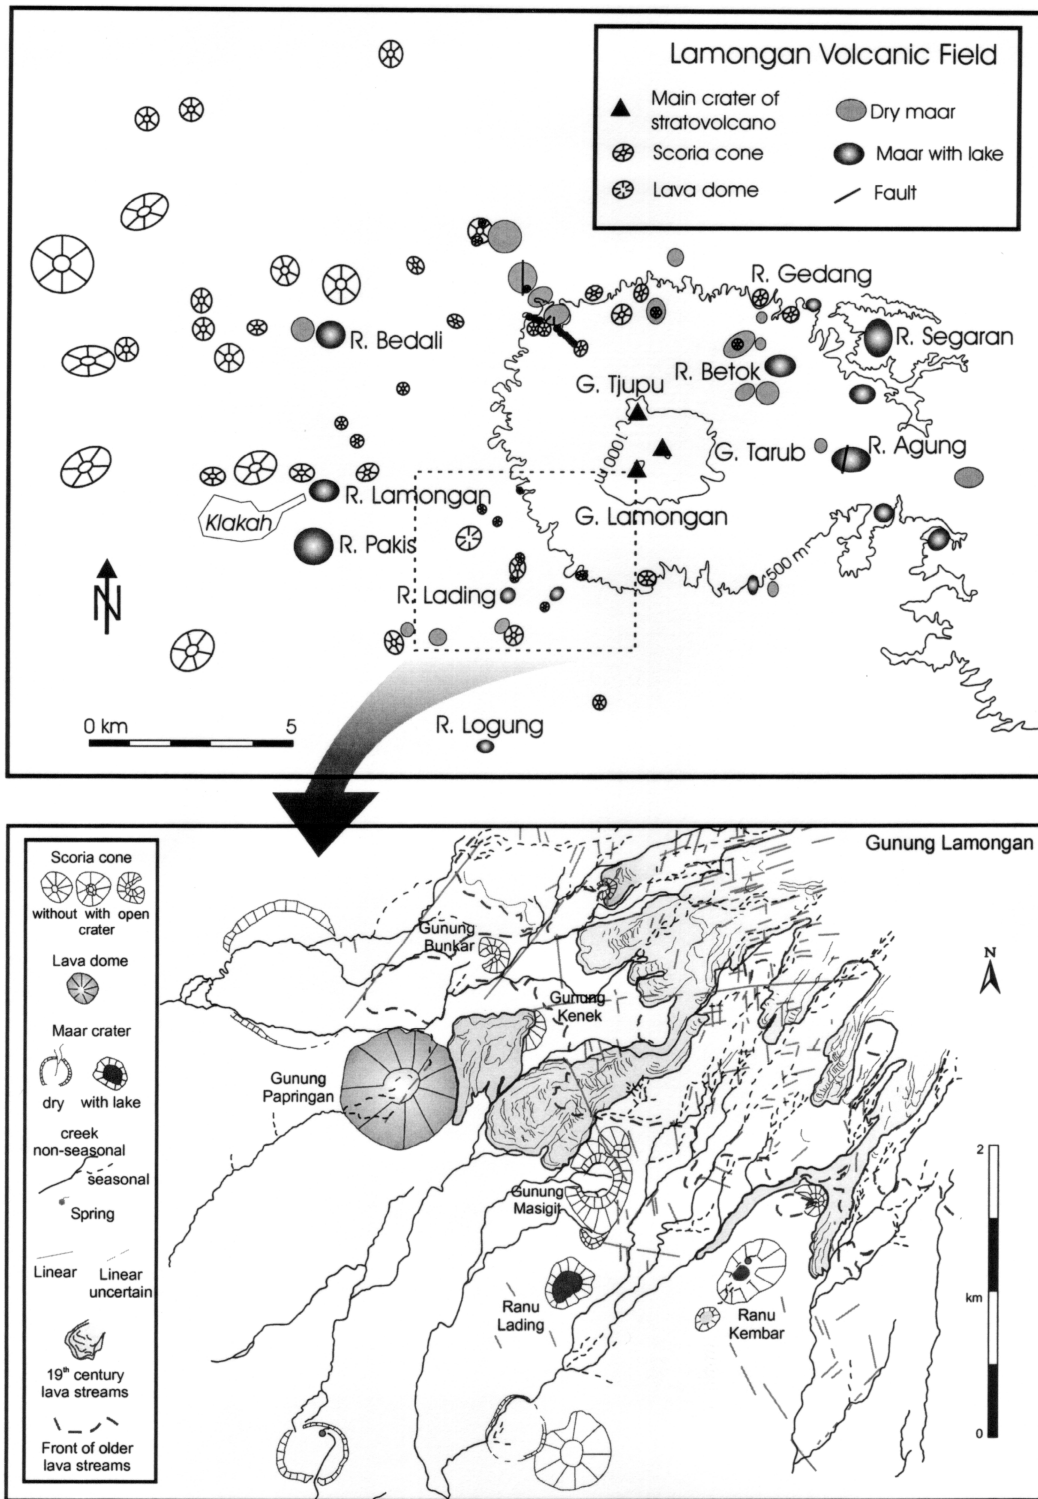 Lamongan Volcanic Field
Main crater of
stratovolcano
Dry maar
Scoria cone
Maar with lake
Lava dome
Fault
R. Gedang
R. Bedali
R. Segaran
R. Betok
G. Tjupu
1000 m
G. Tarub
R. Agung
R. Lamongan
Klakah
G. Lamongan
R. Pakis
500 m
R. Lading
N
0 km 5
R. Logung
Gunung Lamongan
Scoria cone
without with open
crater
Lava dome
Maar crater
dry with lake
creek
non-seasonal
seasonal
Spring
Linear
Linear
uncertain
19th century
lava streams
Front of older
lava streams
Gunung
Bunkar
N
Gunung
Kenek
Gunung
Papringan
Gunung
Masigit
Ranu
Lading
Ranu
Kembar
2
km
0